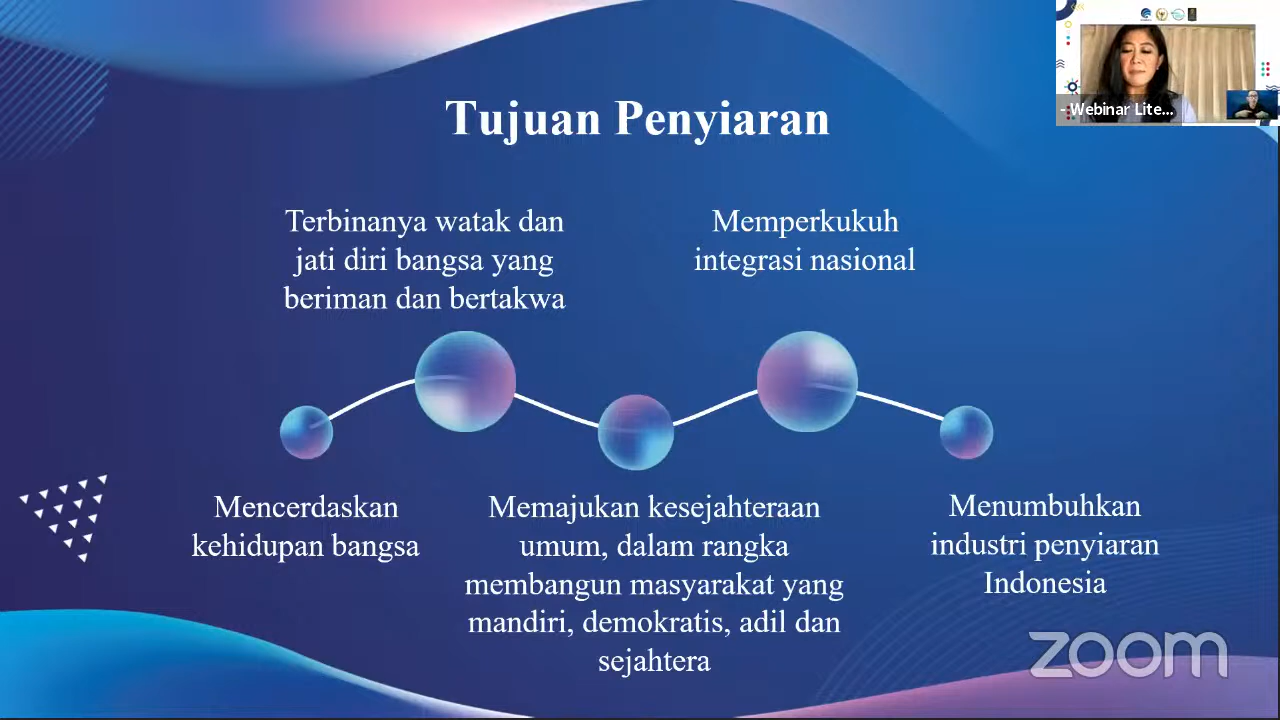 Tujuan Penyiaran
Terbinanya watak dan
jati diri bangsa yang
beriman dan bertakwa
Memperkukuh
integrasi nasional
Mencerdaskan
kehidupan bangsa
Memajukan kesejahteraan
umum, dalam rangka
membangun masyarakat yang
mandiri, demokratis, adil dan
sejahtera
Menumbuhkan
industri penyiaran
Indonesia
- Webinar Lite...
zoom